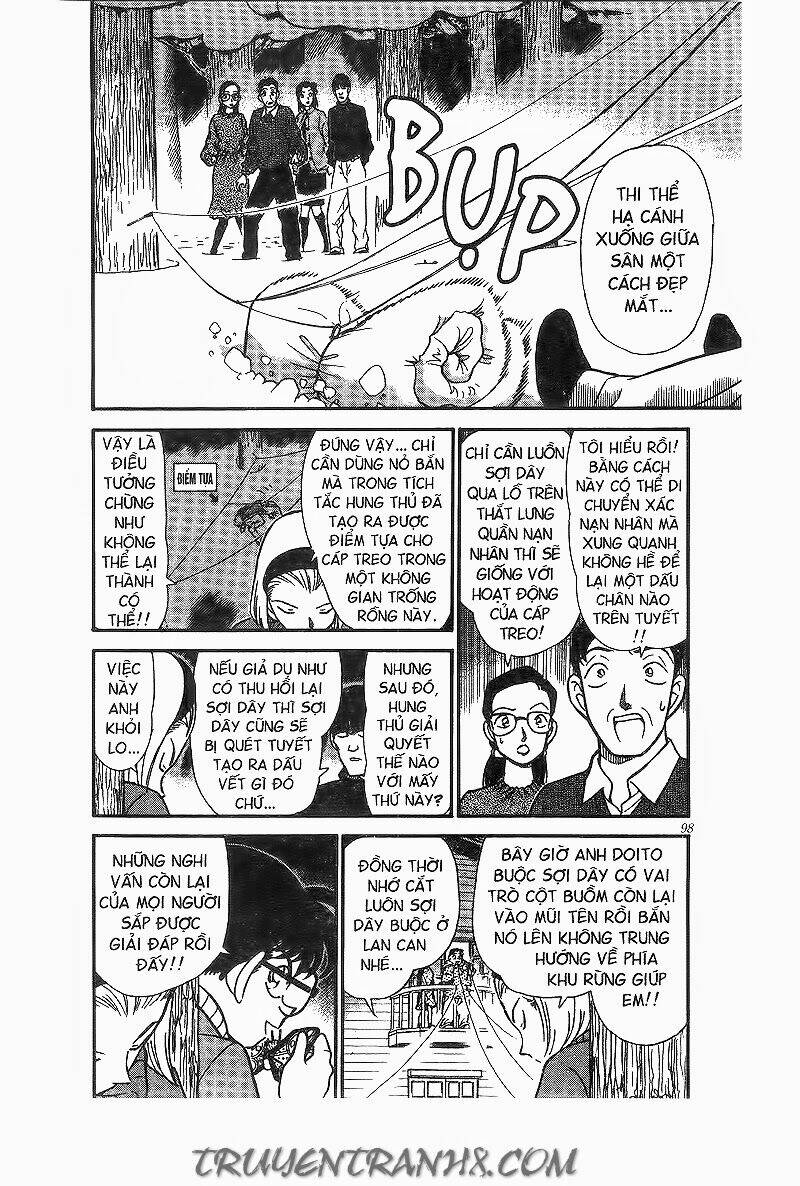 BỤP
THI THỂ
HẠ CÁNH
XUỐNG GIỮA
SÂN MỘT
CÁCH ĐẸP
MẮT...
TÔI HIỂU RỒI!
BẰNG CÁCH
NÀY CÓ THỂ DI
CHUYỂN XÁC
NẠN NHÂN MÀ
XUNG QUANH
KHÔNG HỀ ĐỂ
LẠI MỘT DẤU
CHÂN NÀO
TRÊN TUYẾT
!!
CHỈ CẦN LUỒN
SỢI DÂY
QUA LỖ TRÊN
THẮT LƯNG
QUẦN NẠN
NHÂN THÌ SẼ
GIỐNG VỚI
HOẠT ĐỘNG
CỦA CÁP
TREO!
ĐÚNG VẬY... CHỈ
CẦN DÙNG NỎ BẮN
MÀ TRONG TÍCH
TẮC HUNG THỦ ĐÃ
TẠO RA ĐƯỢC
ĐIỂM TỰA CHO
CÁP TREO TRONG
MỘT KHÔNG
GIAN TRỐNG
RỖNG NÀY.
ĐIỂM TỰA
VẬY LÀ
ĐIỀU
TƯỞNG
CHỪNG
NHƯ
KHÔNG
THỂ LẠI
THÀNH
CÓ
THỂ!!
NHƯNG
SAU ĐÓ,
HUNG
THỦ GIẢI
QUYẾT
THẾ NÀO
VỚI MẤY
THỨ NÀY?
NẾU GIẢ DỤ NHƯ
CÓ THU HỒI LẠI
SỢI DÂY THÌ SỢI
DÂY CŨNG SẼ
BỊ QUÉT TUYẾT
TẠO RA DẤU
VẾT GÌ ĐÓ
CHỨ...
VIỆC
NÀY
ANH
KHỎI
LO...
98
BÂY GIỜ ANH DOITO
BUỘC SỢI DÂY CÓ VAI
TRÒ CỘT BUỒM CÒN LẠI
VÀO MŨI TÊN RỒI BẮN
NÓ LÊN KHÔNG TRUNG
HƯỚNG VỀ PHÍA
KHU RỪNG GIÚP
EM!!
ĐỒNG THỜI
NHỚ CẮT
LUÔN SỢI
DÂY BUỘC Ở
LAN CAN
NHÉ...
NHỮNG NGHI
VẤN CÒN LẠI
CỦA MỌI NGƯỜI
SẮP ĐƯỢC
GIẢI ĐÁP RỒI
ĐẤY!!
TRUYENTRANH8.COM